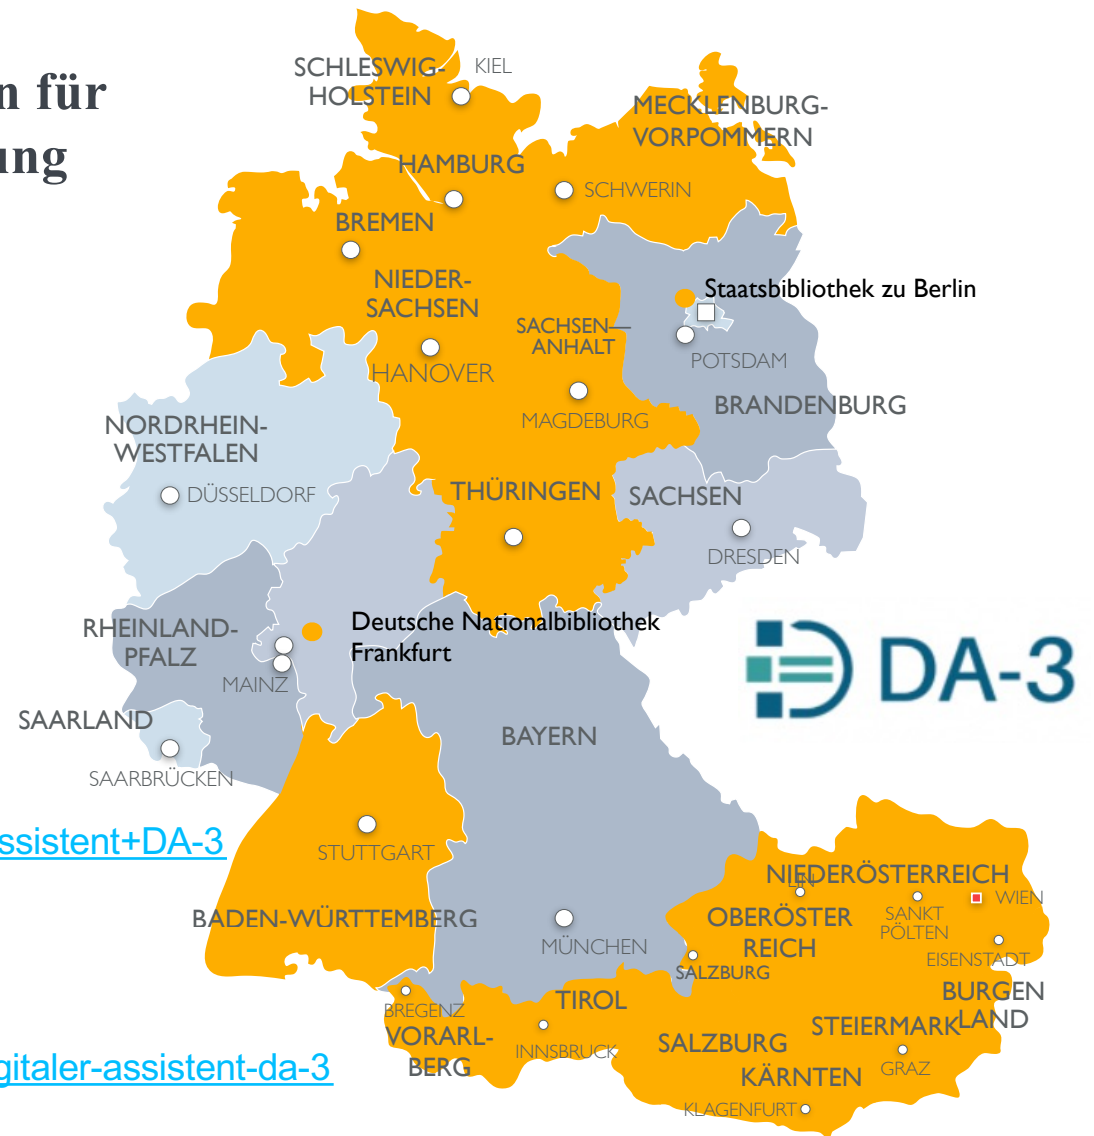 n für
ung
SCHLESWIG-
HOLSTEIN
KIEL
MECKLENBURG-
VORPOMMERN
HAMBURG
SCHWERIN
BREMEN
NIEDER-
SACHSEN
HANOVER
Staatsbibliothek zu Berlin
SACHSEN—
ANHALT
POTSDAM
MAGDEBURG
BRANDENBURG
NORDRHEIN-
WESTFALEN
DÜSSELDORF
THÜRINGEN
SACHSEN
DRESDEN
Deutsche Nationalbibliothek
Frankfurt
RHEINLAND-
PFALZ
MAINZ
DA-3
SAARLAND
SAARBRÜCKEN
BAYERN
ssistent+DA-3
STUTTGART
BADEN-WÜRTTEMBERG
MÜNCHEN
NIEDERÖSTERREICH
LIN
WIEN
SANKT
PÖLTEN
OBERÖSTER
REICH
EISENSTADT
SALZBURG
BURGEN
LAND
BREGENZ
TIROL
VORARL-
BERG
INNSBRUCK
SALZBURG
STEIERMARK
GRAZ
KÄRNTEN
KLAGENFURT
gitaler-assistent-da-3